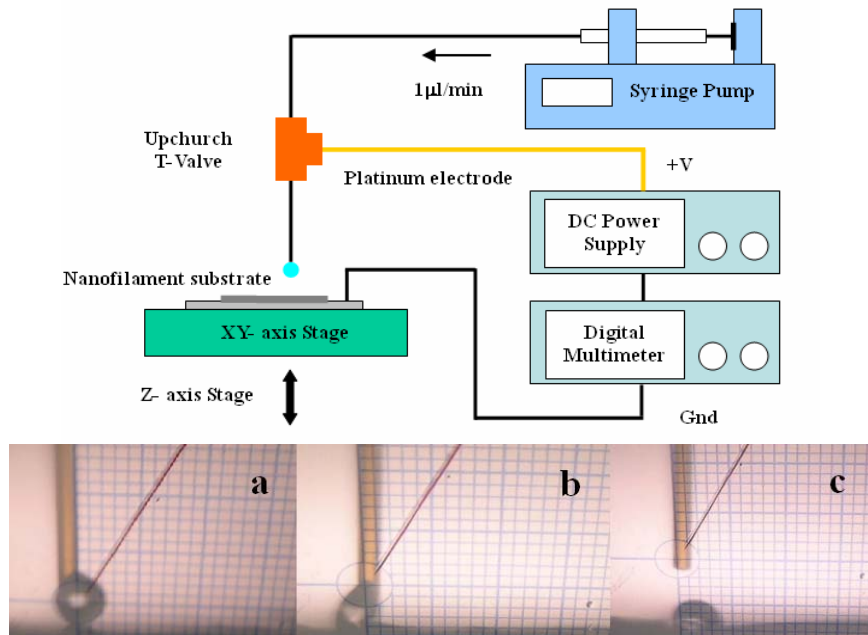 1µl/min
Syringe Pump
Upchurch
T-Valve
Platinum electrode
+V
DC Power
Supply
Nanofilament substrate
XY- axis Stage
Digital
Multimeter
Z- axis Stage
Gnd
a
b
c